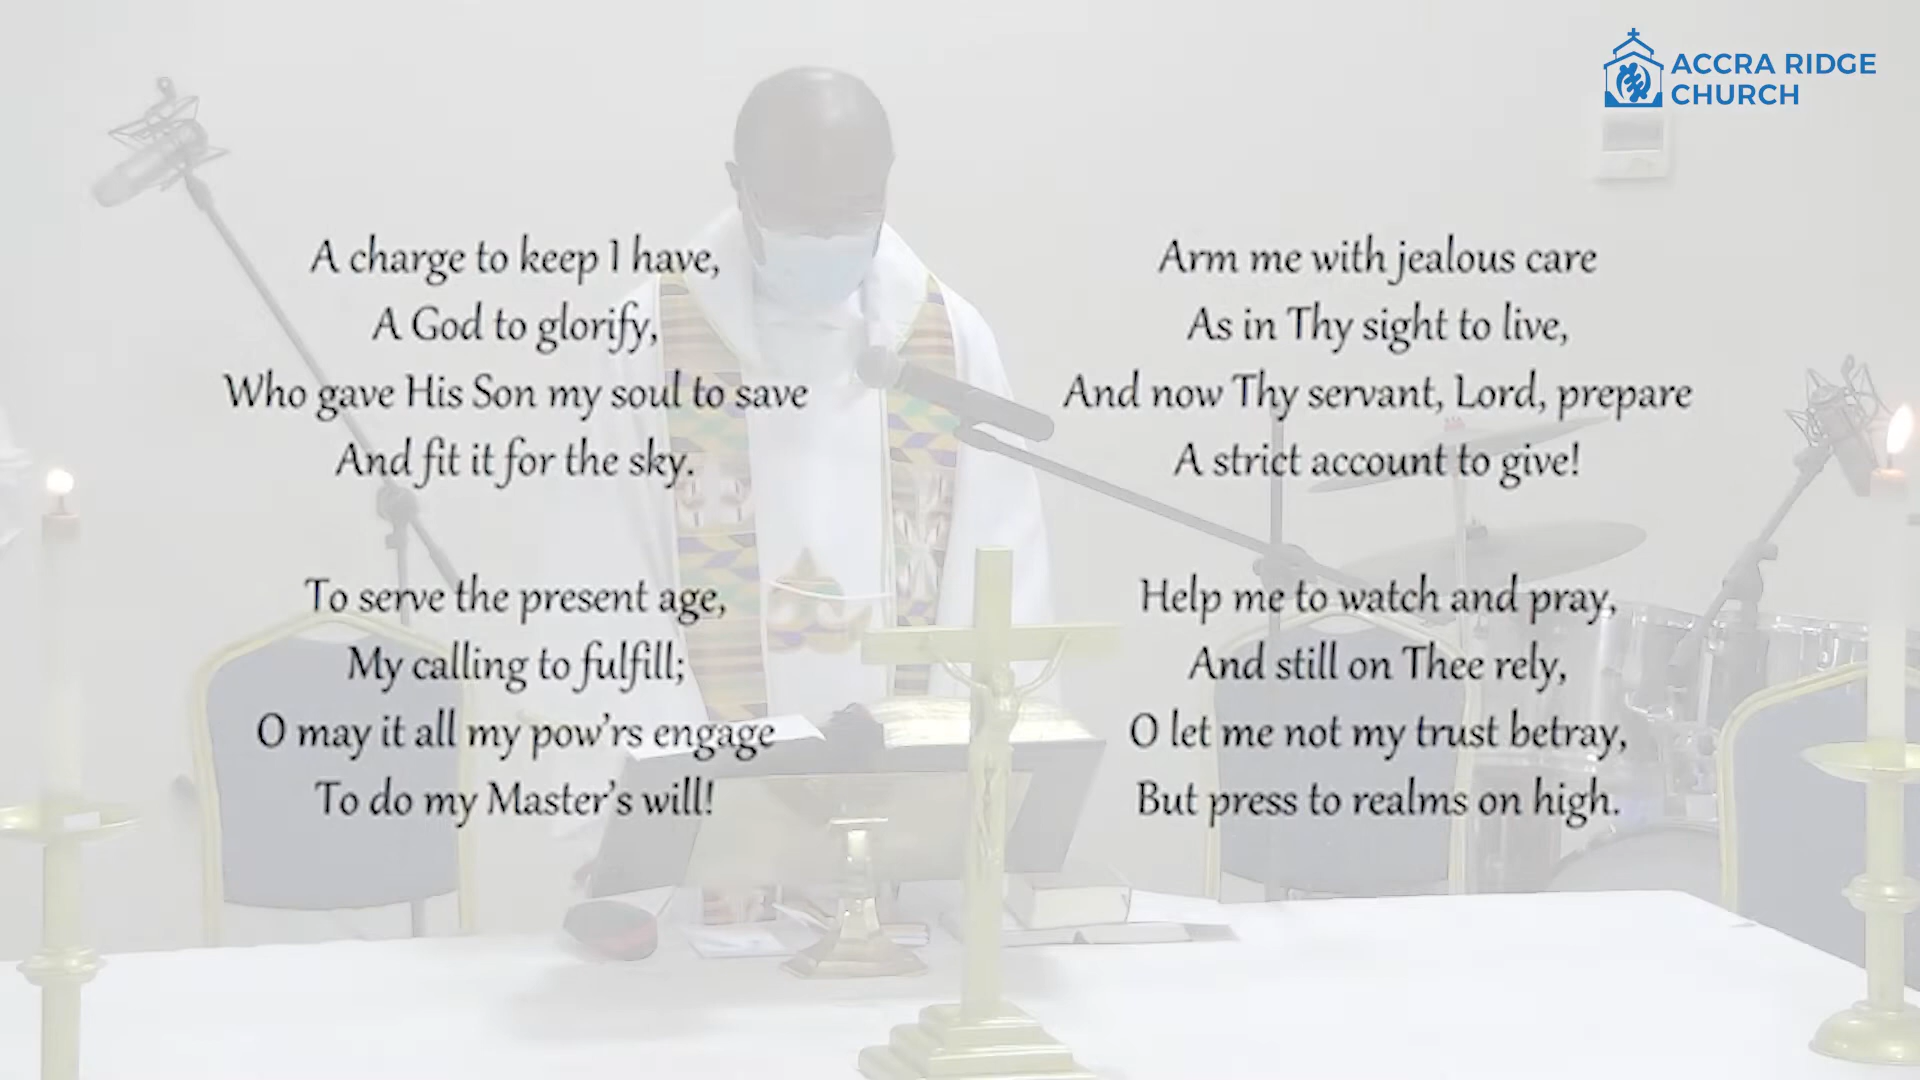 ACCRA RIDGE
CHURCH
A charge to keep I have,
A God to glorify,
Who gave His Son my soul to save
And fit it for the sky.
To serve the present age,
My calling to fulfill;
O may it all my pow’rs engage
To do my Master’s will!
Arm me with jealous care
As in Thy sight to live,
And now Thy servant, Lord, prepare
A strict account to give!
Help me to watch and pray,
And still on Thee rely,
O let me not my trust betray,
But press to realms on high.